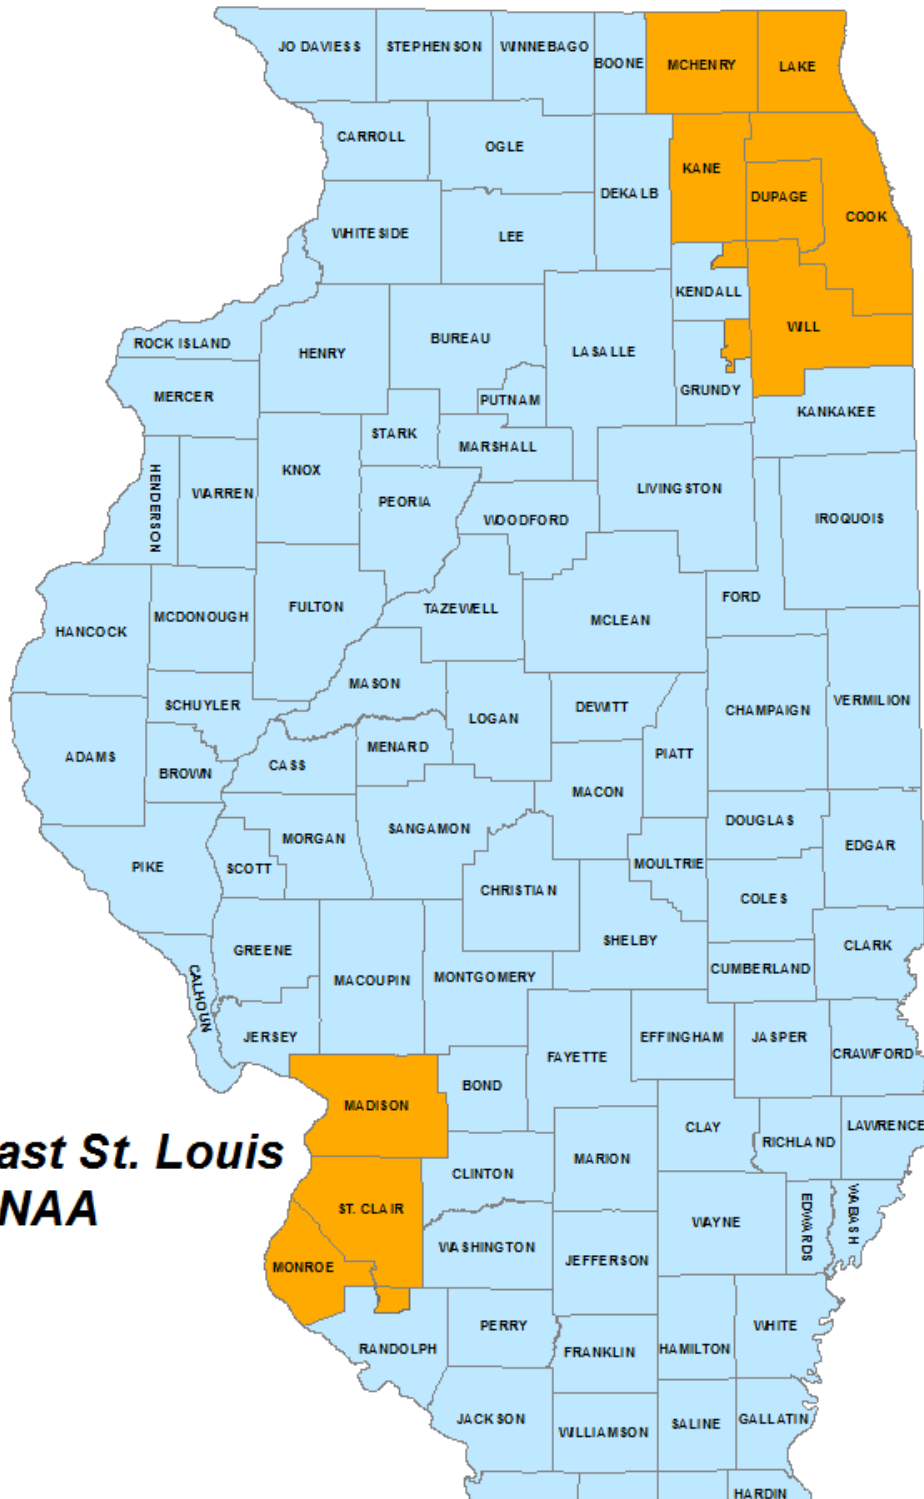 JO DAVIESS STEPHENSON WINNEBAGO BOONE MCHENRY LAKE
CARROLL OGLE DEKALB KANE DUPAGE COOK
WHITESIDE LEE KENDALL
ROCK ISLAND HENRY BUREAU LASALLE WILL
MERCER PUTNAM GRUNDY KANKAKEE
STARK MARSHALL
HENDERSON WARREN KNOX PEORIA WOODFORD LIVINGSTON IROQUOIS
HANCOCK MCDONOUGH FULTON TAZEWELL MCLEAN FORD
SCHUYLER MASON LOGAN DEWITT CHAMPAIGN VERMILION
ADAMS BROWN CASS MENARD PIATT
MACON
PIKE SCOTT MORGAN SANGAMON MOULTRIE DOUGLAS EDGAR
CHRISTIAN COLES
GREENE SHELBY CLARK
CALHOUN MACOUPIN MONTGOMERY CUMBERLAND
JERSEY FAYETTE EFFINGHAM JASPER CRAWFORD
MADISON BOND
CLAY RICHLAND LAWRENCE
ast St. Louis CLINTON MARION
NAA ST. CLAIR WAYNE EDWARDS WABASH
MONROE WASHINGTON JEFFERSON
RANDOLPH PERRY FRANKLIN HAMILTON WHITE
JACKSON WILLIAMSON SALINE GALLATIN
HARDIN